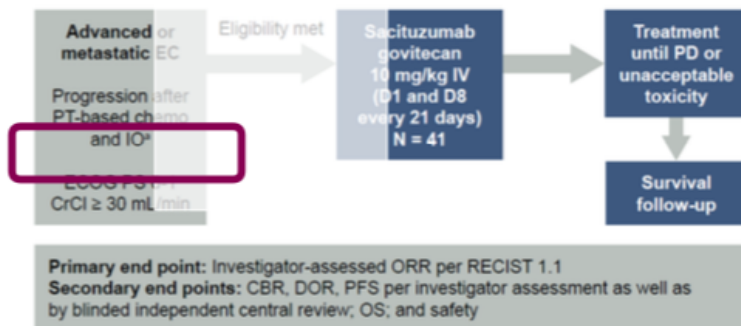 Advanced or
metastatic EC
Progression after
PT-based chemo
and IOª
CrCl ≥ 30 mL/min
Eligibility met
Sacituzumab
govitecan
10 mg/kg IV
(D1 and D8
every 21 days)
N = 41
Treatment
until PD or
unacceptable
toxicity
Survival
follow-up
Primary end point: Investigator-assessed ORR per RECIST 1.1
Secondary end points: CBR, DOR, PFS per investigator assessment as well as
by blinded independent central review; OS; and safety